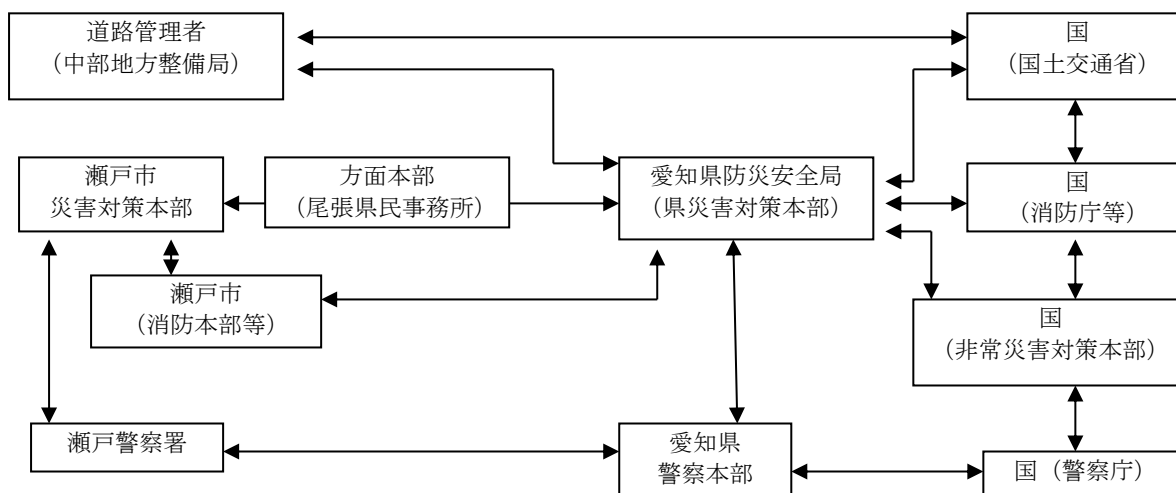 道路管理者
(中部地方整備局)
国
(国土交通省)
瀬戸市
災害対策本部
方面本部
(尾張県民事務所)
愛知県防災安全局
(県災害対策本部)
国
(消防庁等)
瀬戸市
(消防本部等)
国
(非常災害対策本部)
瀬戸警察署
愛知県
警察本部
国(警察庁)